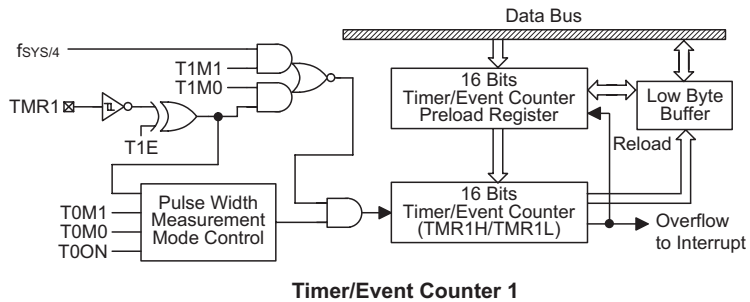 Data Bus
fSYS/4
T1M1
T1M0
TMR1
T1E
16 Bits
Timer/Event Counter
Preload Register
Low Byte
Buffer
Reload
T0M1
T0M0
T0ON
Pulse Width
Measurement
Mode Control
16 Bits
Timer/Event Counter
(TMR1H/TMR1L)
Overflow
to Interrupt
Timer/Event Counter 1